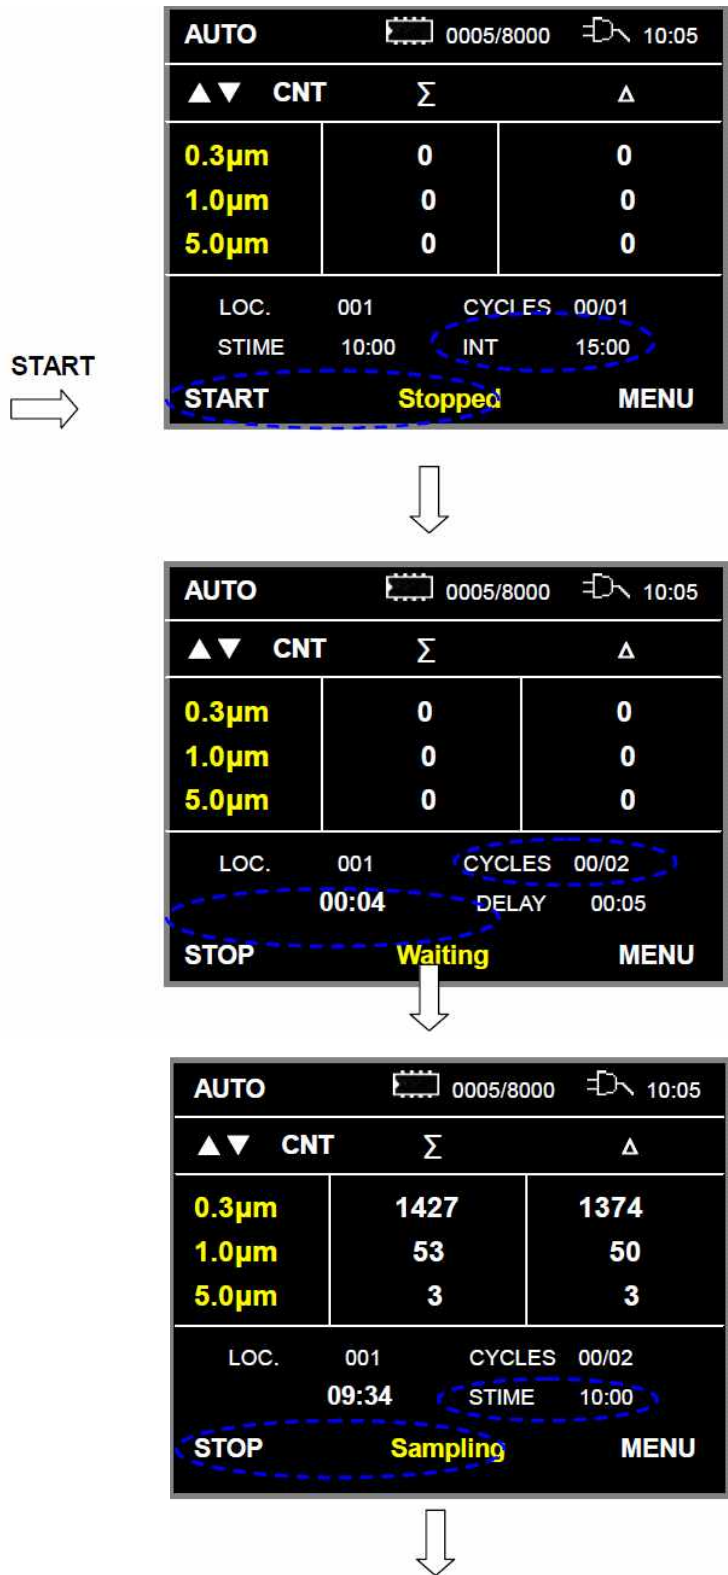 AUTO 0005/8000 10:05
▲▼ CNT Σ Δ
0.3µm 0 0
1.0µm 0 0
5.0µm 0 0
LOC. 001 CYCLES 00/01
STIME 10:00 INT 15:00
START
START Stopped MENU
AUTO 0005/8000 10:05
▲▼ CNT Σ Δ
0.3µm 0 0
1.0µm 0 0
5.0µm 0 0
LOC. 001 CYCLES 00/02
00:04 DELAY 00:05
STOP Waiting MENU
AUTO 0005/8000 10:05
▲▼ CNT Σ Δ
0.3µm 1427 1374
1.0µm 53 50
5.0µm 3 3
LOC. 001 CYCLES 00/02
09:34 STIME 10:00
STOP Sampling MENU